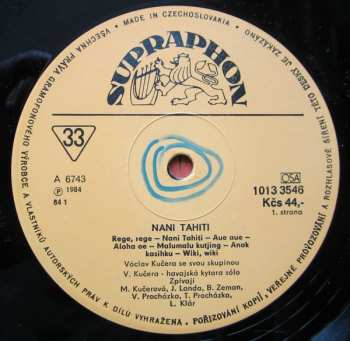 MADE IN CZECHOSLOVAKIA
VŠECHNA PRÁVA GRAMOFONOVÉHO VÝROBCE A VLASTNÍKŮ AUTORSKÝCH PRÁV K DÍLU VYHRAŽENA. POŘIZOVÁNÍ KOPIÍ, VEŘEJNÉ PROVOZOVÁNÍ A ROZHLASOVÉ ŠÍŘENÍ TÉTO DESKY JE ZAKÁZÁNO
SUPRAPHON
33
A 6743
Ⓟ 1984
84 1
OSA
1013 3546
Kčs 44,-
1. strana
NANI TAHITI
Rege, rege – Nani Tahiti – Aue aue –
Aloha oe – Malumalu kutjing – Anok
kasihku – Wiki, wiki
Václav Kučera se svou skupinou
V. Kučera - havajská kytara sólo
Zpívají
M. Kučerová, J. Landa, B. Zeman,
V. Procházka, T. Procházka,
L. Klár